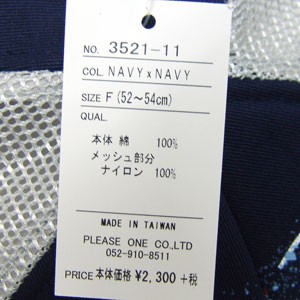 NO. 3521-11
COL. NAVY x NAVY
SIZE F (52～54cm)
QUAL.
本体 綿 100%
メッシュ部分
ナイロン 100%
MADE IN TAIWAN
PLEASE ONE CO.,LTD
052-910-8511
PRICE 本体価格 ¥2,300 +税